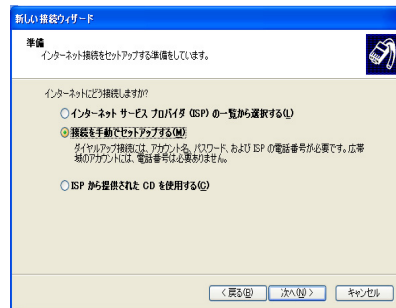 新しい接続ウィザード
準備
インターネット接続をセットアップする準備をしています。
インターネットにどう接続しますか?
インターネット サービス プロバイダ (ISP) の一覧から選択する(L)
接続を手動でセットアップする(M)
ダイヤルアップ接続には、アカウント名、パスワード、および ISP の電話番号が必要です。広帯
域のアカウントには、電話番号は必要ありません。
ISP から提供された CD を使用する(C)
< 戻る(B)
次へ(N) >
キャンセル